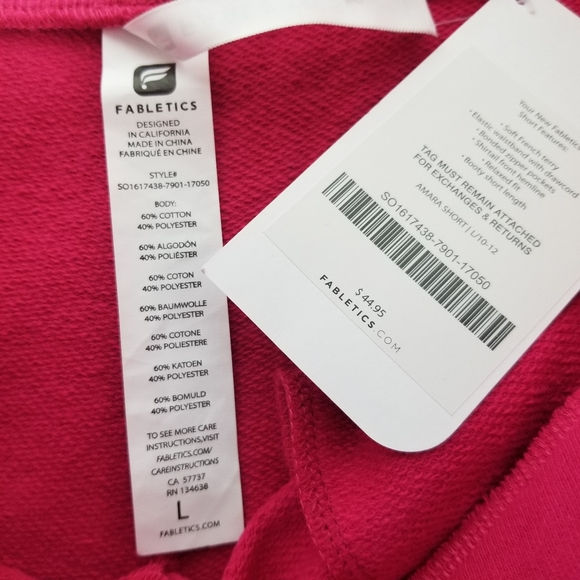 FABLETICS
DESIGNED
IN CALIFORNIA
MADE IN CHINA
FABRIQUÉ EN CHINE
STYLE#
SO1617438-7901-17050
BODY:
60% COTTON
40% POLYESTER
60% ALGODÓN
40% POLIÉSTER
60% COTON
40% POLYESTER
60% BAUMWOLLE
40% POLYESTER
60% COTONE
40% POLIESTERE
60% KATOEN
40% POLYESTER
60% BOMULD
40% POLYESTER
TO SEE MORE CARE
INSTRUCTIONS,VISIT
FABLETICS.COM/
CAREINSTRUCTIONS
CA 57737
RN 134638
L
FABLETICS.COM
Your New Fabletics
Short Features:
• Soft French terry
• Elastic waistband with drawcord
• Bonded zipper pockets
• Shirttail front hemline
• Relaxed fit
• Booty short length
TAG MUST REMAIN ATTACHED
FOR EXCHANGES & RETURNS
AMARA SHORT | L/10-12
SO1617438-7901-17050
$ 44.95
FABLETICS.COM